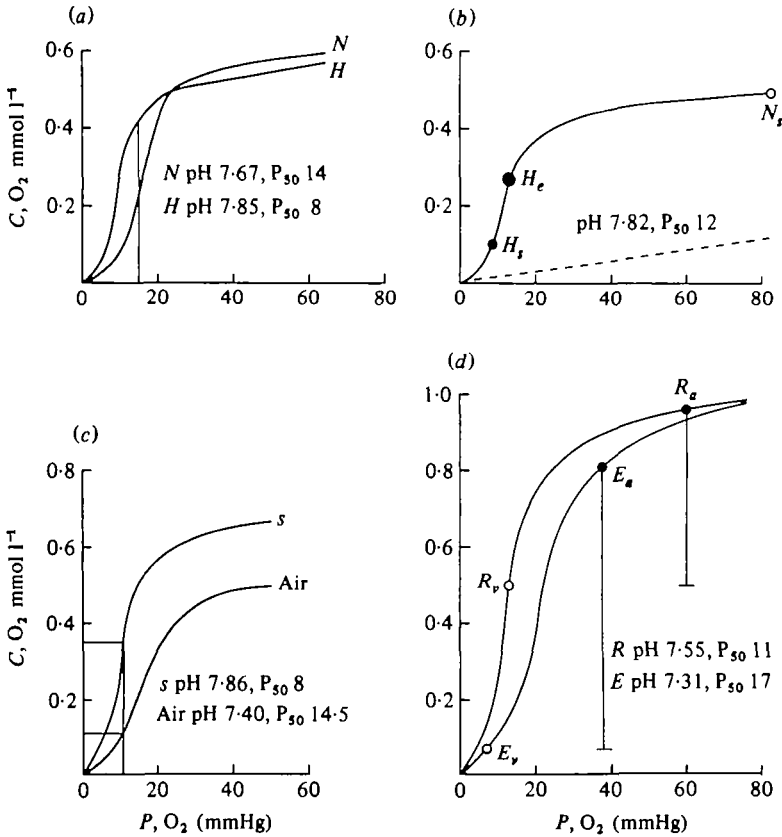 (a)
C, O₂ mmol l⁻¹
0·6
0·4
0·2
N
H
N pH 7·67, P₅₀ 14
H pH 7·85, P₅₀ 8
0 20 40 60
(b)
0·6
0·4
0·2
Nₛ
Hₑ
Hₛ
pH 7·82, P₅₀ 12
0 20 40 60 80
(c)
C, O₂ mmol l⁻¹
0·8
0·6
0·4
0·2
s
Air
s pH 7·86, P₅₀ 8
Air pH 7·40, P₅₀ 14·5
0 20 40 60
P, O₂ (mmHg)
(d)
1·0
0·8
0·6
0·4
0·2
Rₐ
Eₐ
Rᵥ
R pH 7·55, P₅₀ 11
E pH 7·31, P₅₀ 17
Eᵥ
0 20 40 60 80
P, O₂ (mmHg)